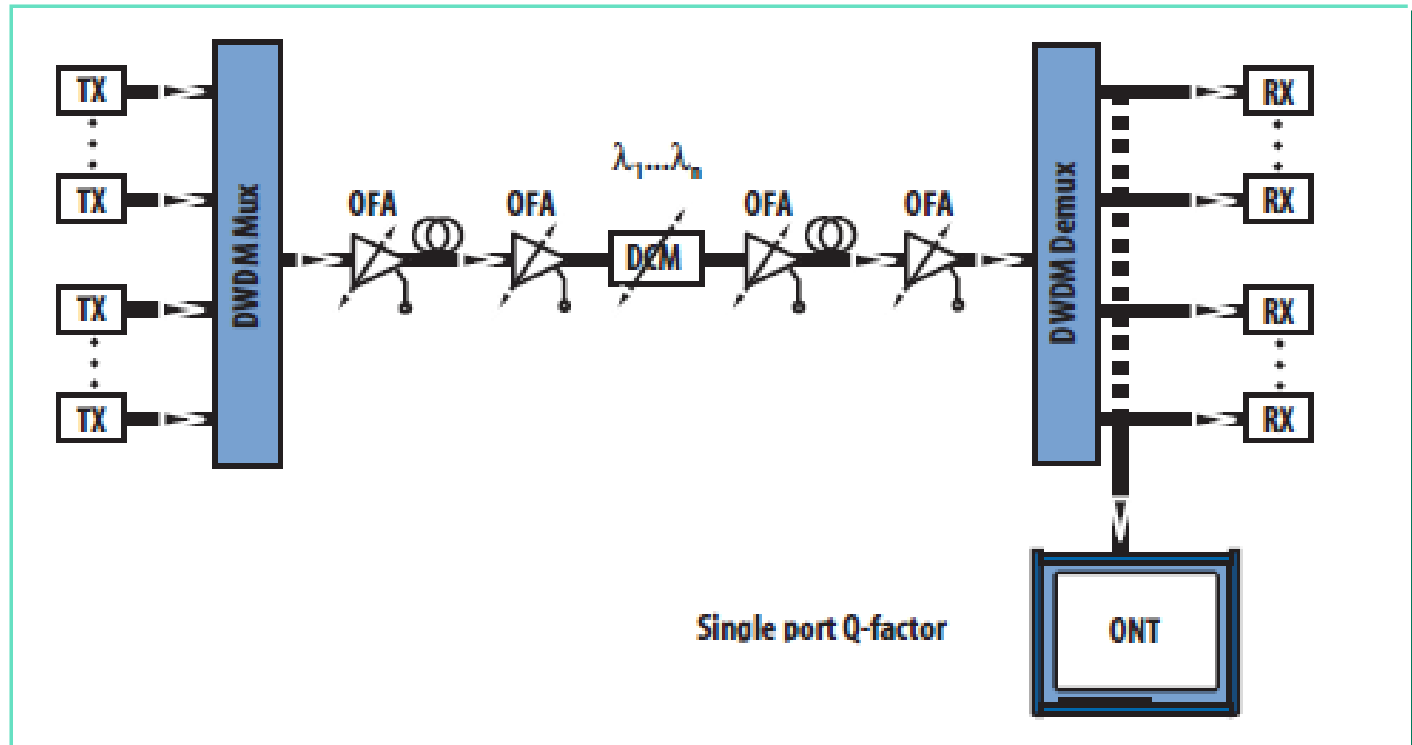 TX
TX
TX
TX
DWDM Mux
OFA
OFA
λ1...λn
DCM
OFA
OFA
DWDM Demux
RX
RX
RX
RX
Single port Q-factor
ONT